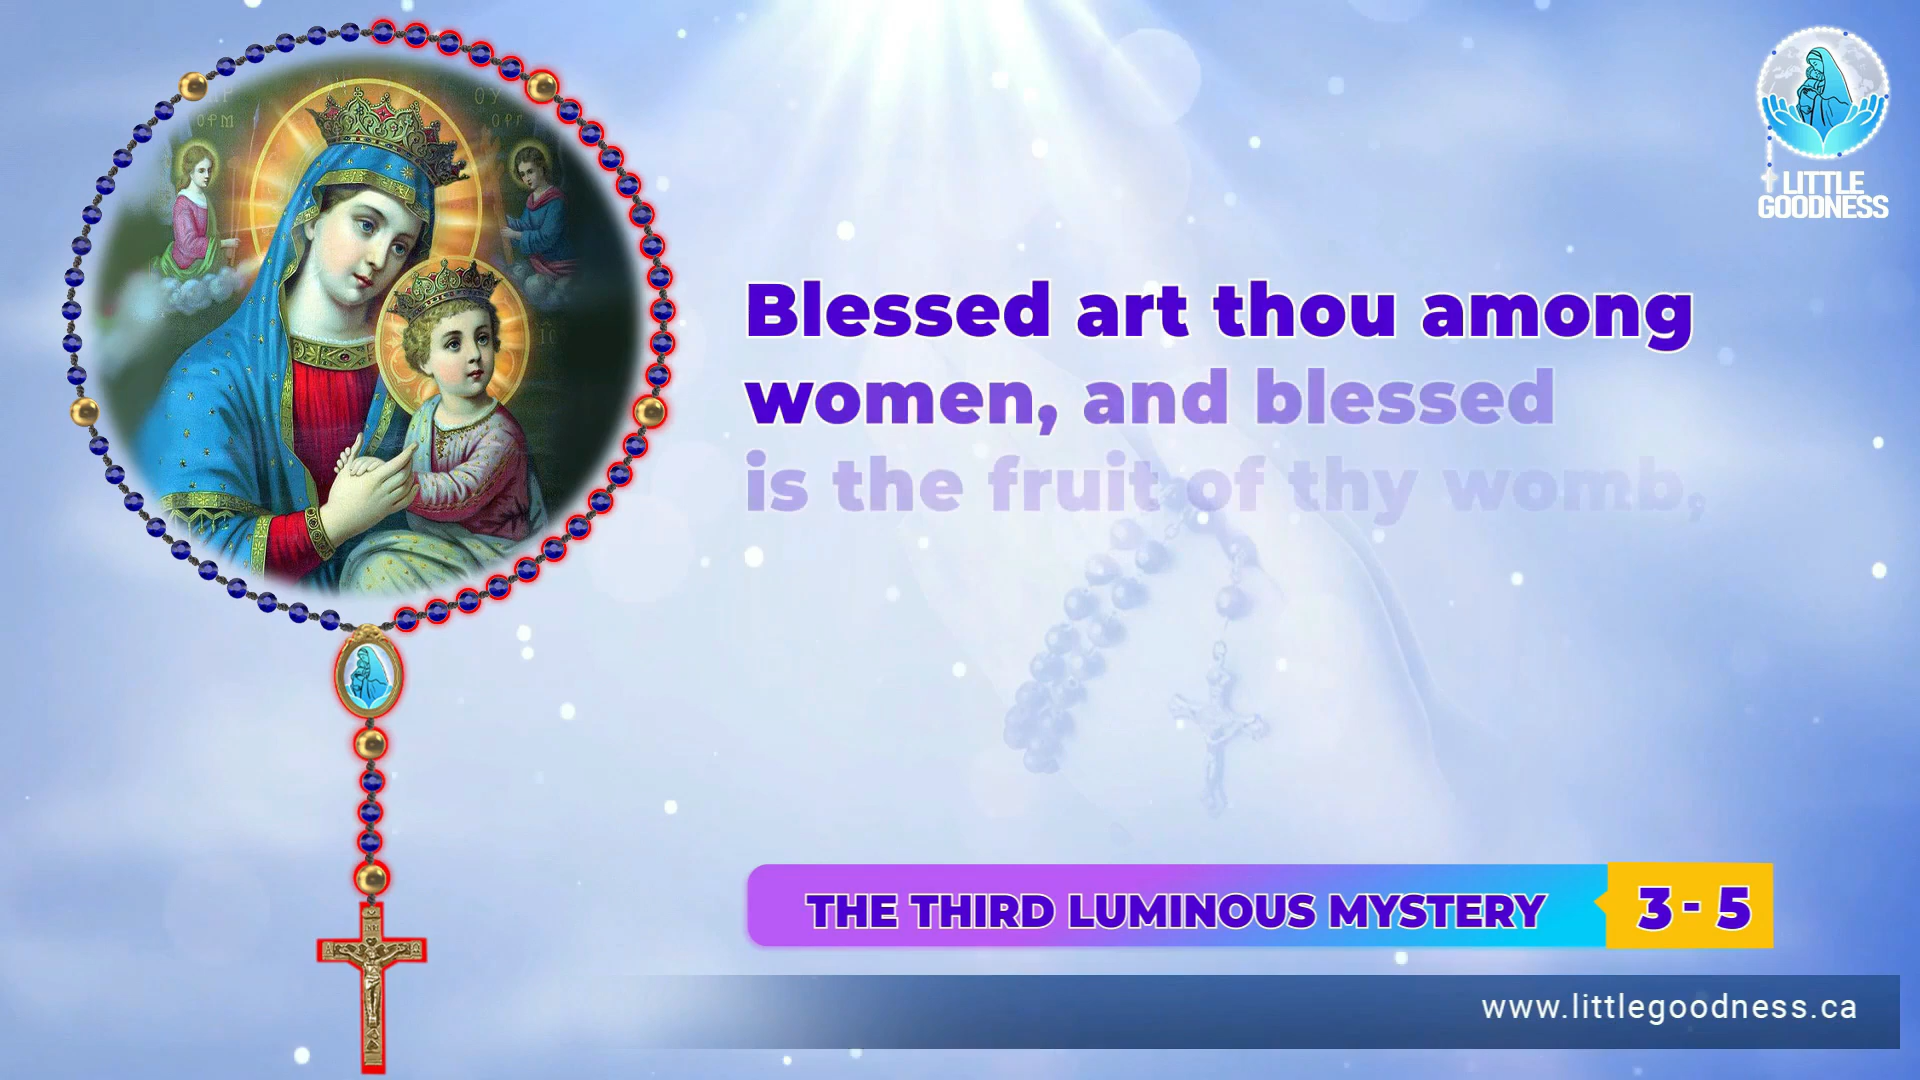 LITTLE
GOODNESS
Blessed art thou among
women, and blessed
is the fruit of thy womb,
THE THIRD LUMINOUS MYSTERY
3 - 5
www.littlegoodness.ca
INRI